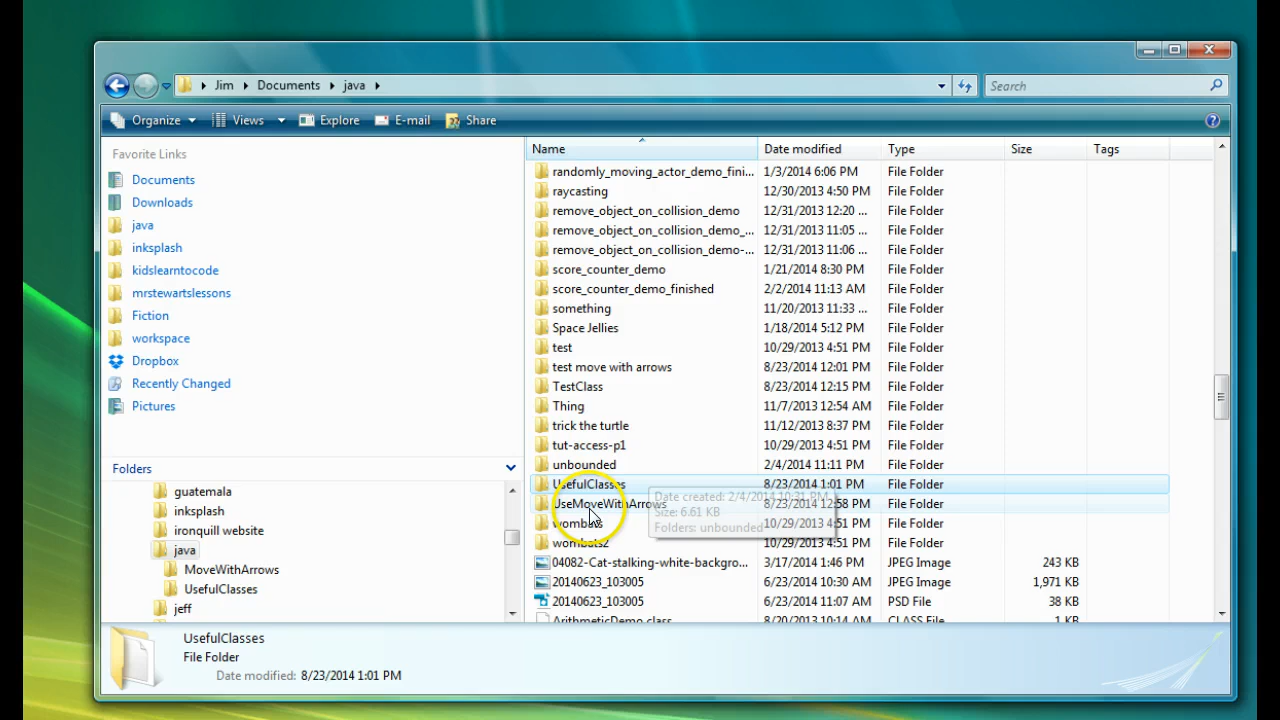 Jim Documents java
Search
Organize Views Explore E-mail Share
Favorite Links
Documents
Downloads
java
inksplash
kidslearntocode
mrstewartslessons
Fiction
workspace
Dropbox
Recently Changed
Pictures
Folders
guatemala
inksplash
ironquill website
java
MoveWithArrows
UsefulClasses
jeff
Name Date modified Type Size Tags
randomly_moving_actor_demo_fini... 1/3/2014 6:06 PM File Folder
raycasting 12/30/2013 4:50 PM File Folder
remove_object_on_collision_demo 12/31/2013 12:20 ... File Folder
remove_object_on_collision_demo_... 12/31/2013 11:05 ... File Folder
remove_object_on_collision_demo-... 12/31/2013 11:06 ... File Folder
score_counter_demo 1/21/2014 8:30 PM File Folder
score_counter_demo_finished 2/2/2014 11:13 AM File Folder
something 11/20/2013 11:33 ... File Folder
Space Jellies 1/18/2014 5:12 PM File Folder
test 10/29/2013 4:51 PM File Folder
test move with arrows 8/23/2014 12:01 PM File Folder
TestClass 8/23/2014 12:15 PM File Folder
Thing 11/7/2013 12:54 AM File Folder
trick the turtle 11/12/2013 8:37 PM File Folder
tut-access-p1 10/29/2013 4:51 PM File Folder
unbounded 2/4/2014 11:11 PM File Folder
UsefulClasses 8/23/2014 1:01 PM File Folder
UseMoveWithArrows 8/23/2014 12:58 PM File Folder
wombats 10/29/2013 4:51 PM File Folder
wombats2 10/29/2013 4:51 PM File Folder
04082-Cat-stalking-white-backgro... 3/17/2014 1:46 PM JPEG Image 243 KB
20140623_103005 6/23/2014 10:30 AM JPEG Image 1,971 KB
20140623_103005 6/23/2014 11:07 AM PSD File 38 KB
ArithmeticDemo.class 8/20/2013 10:14 AM CLASS File 1 KB
Date created: 2/4/2014 10:31 PM
Size: 6.61 KB
Folders: unbounded
UsefulClasses
File Folder
Date modified: 8/23/2014 1:01 PM